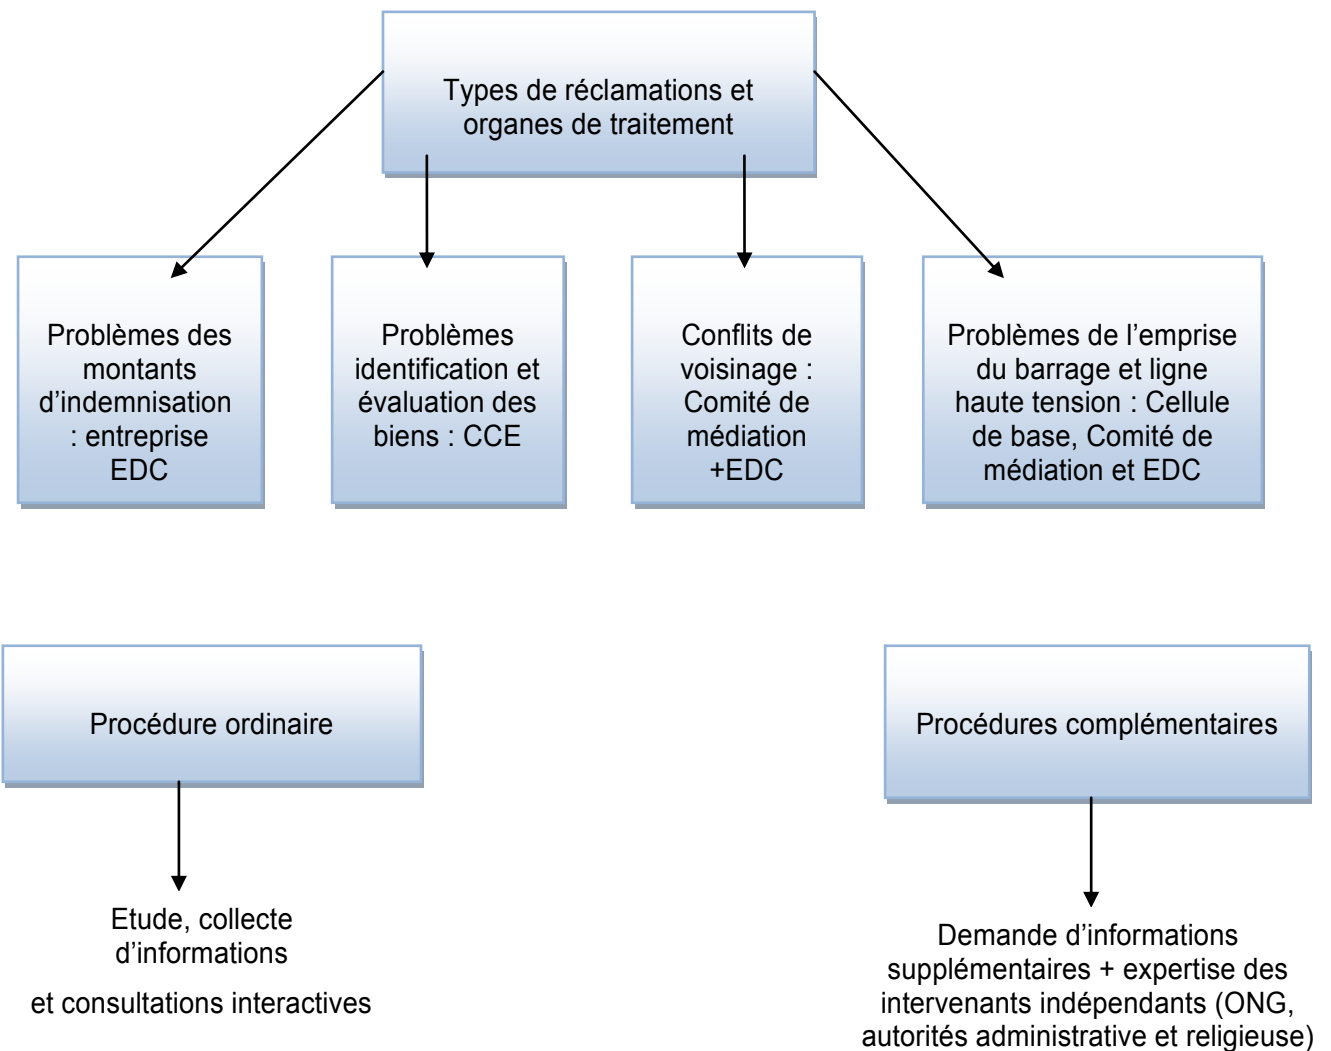 Types de réclamations et
organes de traitement
Problèmes des
montants
d’indemnisation
: entreprise
EDC
Problèmes
identification et
évaluation des
biens : CCE
Conflits de
voisinage :
Comité de
médiation
+EDC
Problèmes de l’emprise
du barrage et ligne
haute tension : Cellule
de base, Comité de
médiation et EDC
Procédure ordinaire
Procédures complémentaires
Etude, collecte
d’informations
et consultations interactives
Demande d’informations
supplémentaires + expertise des
intervenants indépendants (ONG,
autorités administrative et religieuse)